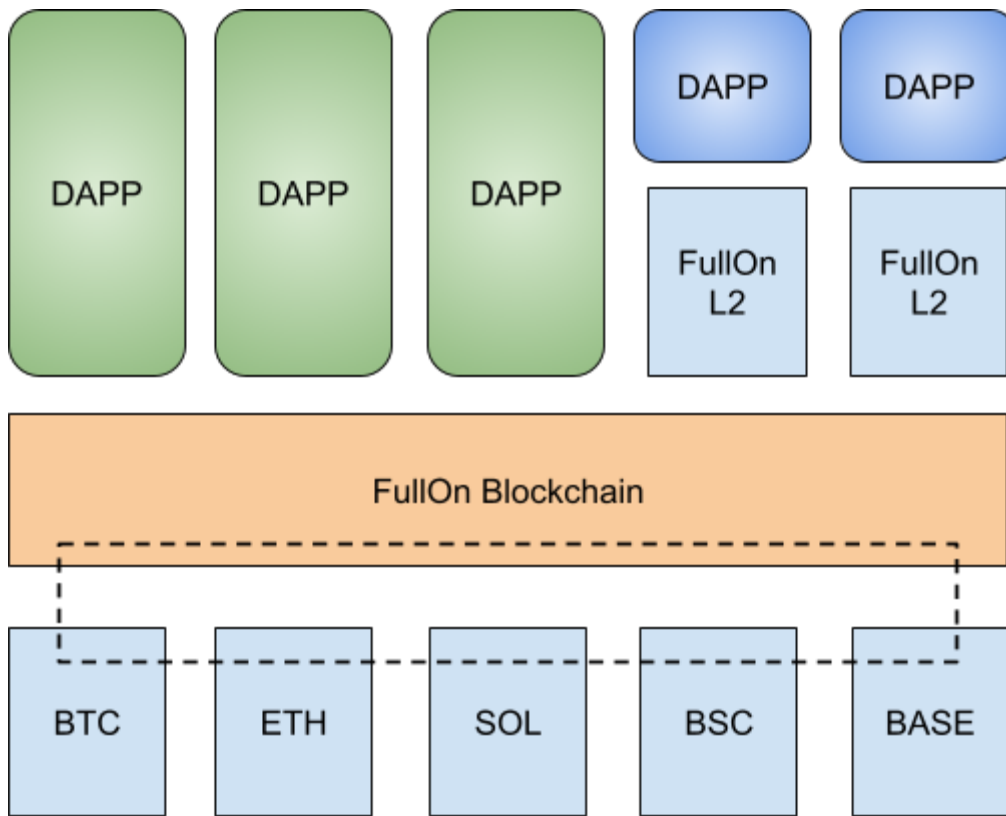 DAPP
DAPP
DAPP
DAPP
DAPP
FullOn
L2
FullOn
L2
FullOn Blockchain
BTC
ETH
SOL
BSC
BASE